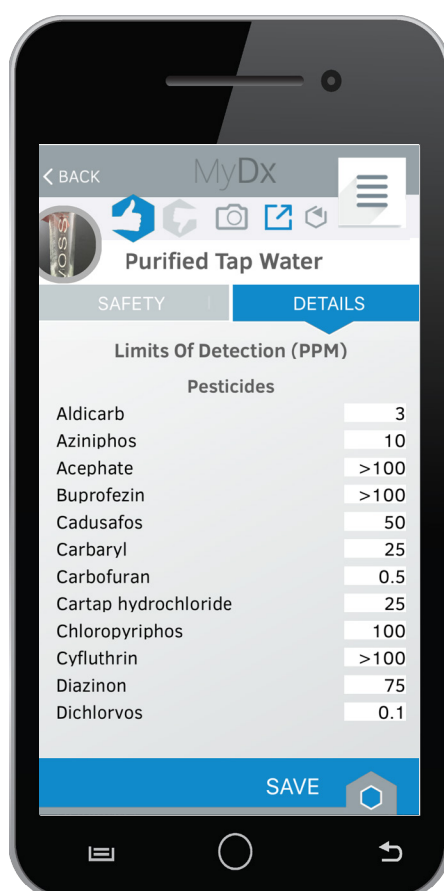 < BACK
MyDx
VOSS
Purified Tap Water
SAFETY
DETAILS
Limits Of Detection (PPM)
Pesticides
Aldicarb 3
Aziniphos 10
Acephate >100
Buprofezin >100
Cadusafos 50
Carbaryl 25
Carbofuran 0.5
Cartap hydrochloride 25
Chloropyriphos 100
Cyfluthrin >100
Diazinon 75
Dichlorvos 0.1
SAVE